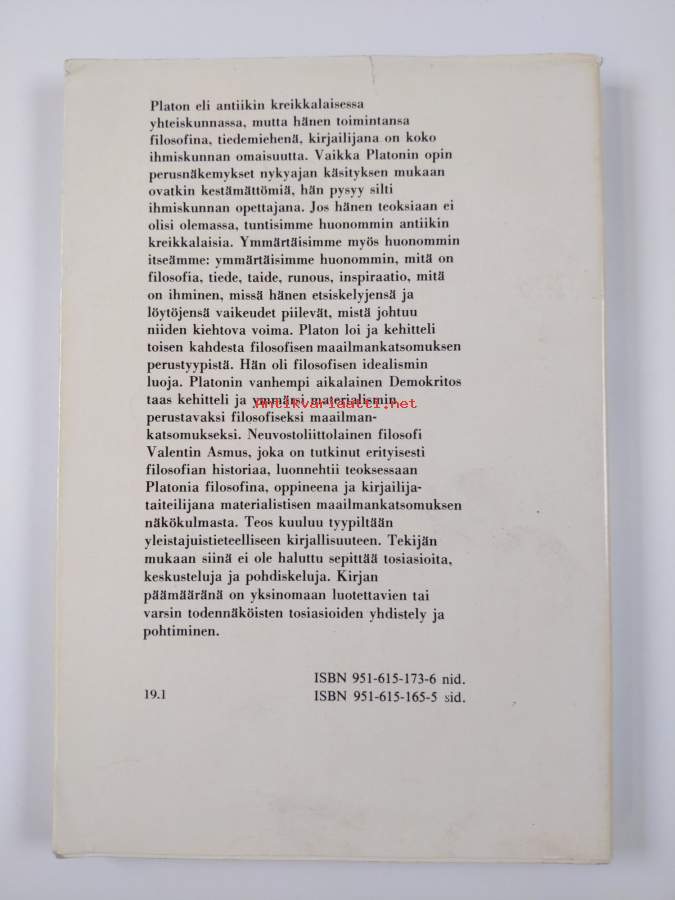 Platon eli antiikin kreikkalaisessa
yhteiskunnassa, mutta hänen toimintansa
filosofina, tiedemiehenä, kirjailijana on koko
ihmiskunnan omaisuutta. Vaikka Platonin opin
perusnäkemykset nykyajan käsityksen mukaan
ovatkin kestämättömiä, hän pysyy silti
ihmiskunnan opettajana. Jos hänen teoksiaan ei
olisi olemassa, tuntisimme huonommin antiikin
kreikkalaisia. Ymmärtäisimme myös huonommin
itseämme: ymmärtäisimme huonommin, mitä on
filosofia, tiede, taide, runous, inspiraatio, mitä
on ihminen, missä hänen etsiskelyjensä ja
löytöjensä vaikeudet piilevät, mistä johtuu
niiden kiehtova voima. Platon loi ja kehitteli
toisen kahdesta filosofisen maailmankatsomuksen
perustyypistä. Hän oli filosofisen idealismin
luoja. Platonin vanhempi aikalainen Demokritos
taas kehitteli ja ymmärsi materialismin
Antikvariaatti.net
perustavaksi filosofiseksi maailman-
katsomukseksi. Neuvostoliittolainen filosofi
Valentin Asmus, joka on tutkinut erityisesti
filosofian historiaa, luonnehtii teoksessaan
Platonia filosofina, oppineena ja kirjailija-
taiteilijana materialistisen maailmankatsomuksen
näkökulmasta. Teos kuuluu tyypiltään
yleistajuistieteelliseen kirjallisuuteen. Tekijän
mukaan siinä ei ole haluttu sepittää tosiasioita,
keskusteluja ja pohdiskeluja. Kirjan
päämääränä on yksinomaan luotettavien tai
varsin todennäköisten tosiasioiden yhdistely ja
pohtiminen.
ISBN 951-615-173-6 nid.
19.1 ISBN 951-615-165-5 sid.